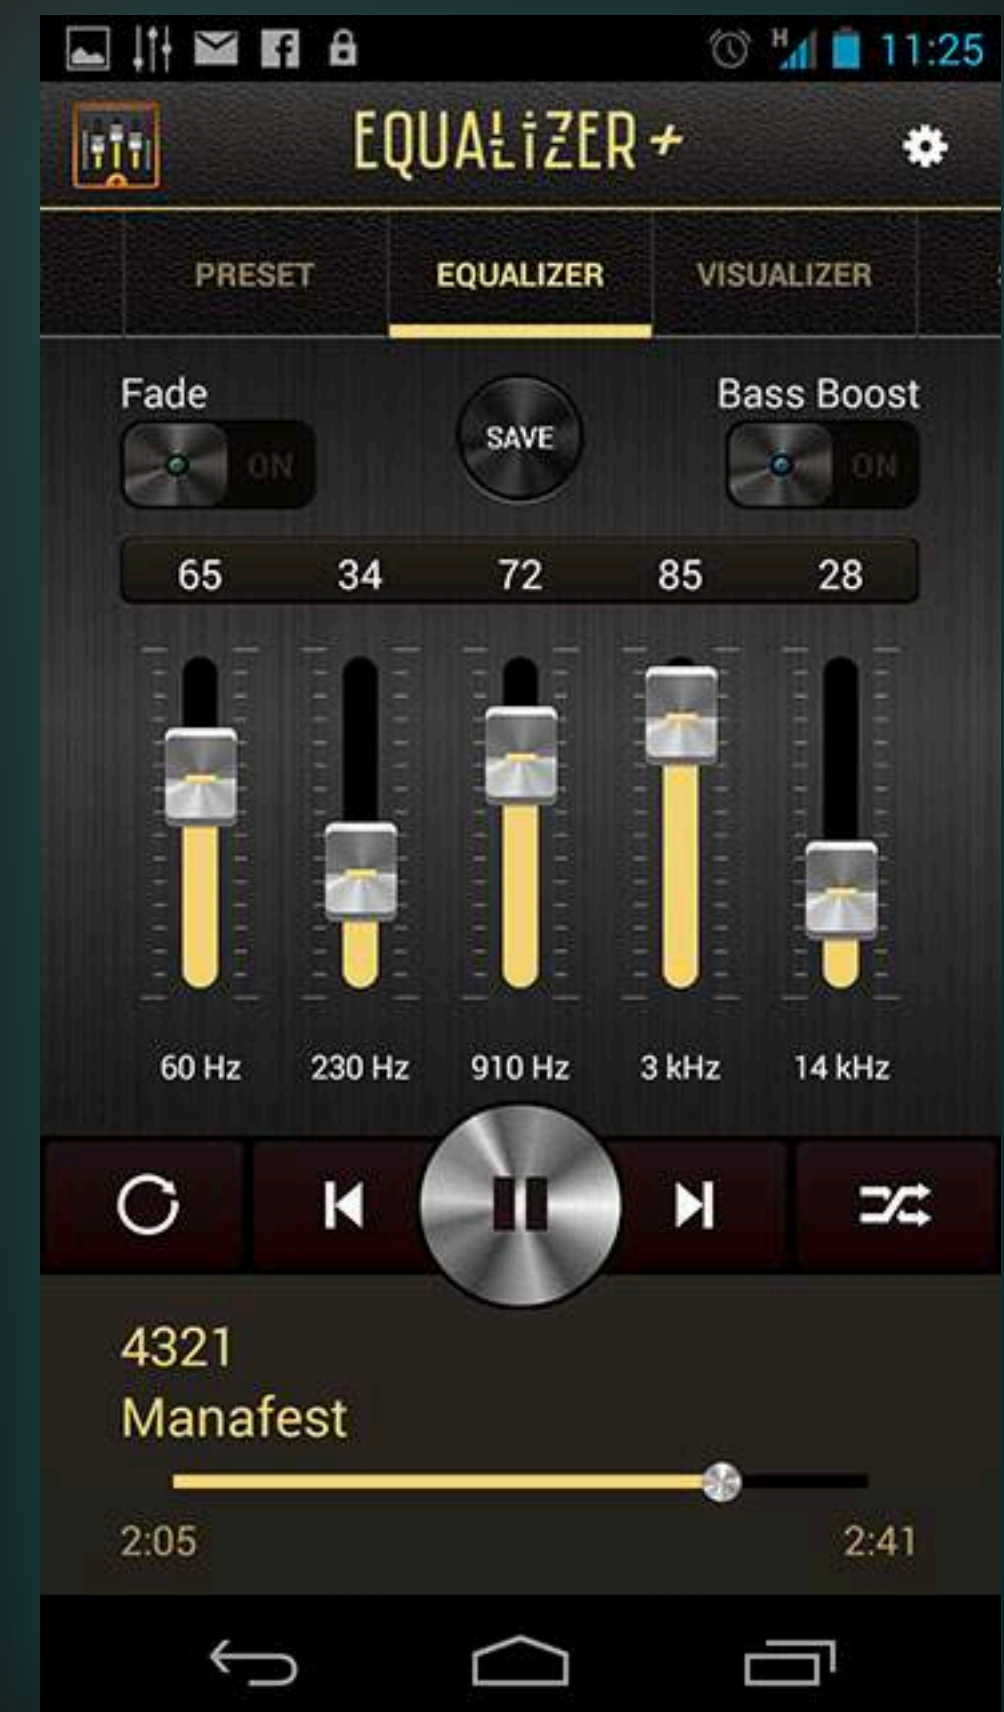 H 11:25
EQUALiZER +
PRESET EQUALIZER VISUALIZER
Fade SAVE Bass Boost
ON ON
65 34 72 85 28
60 Hz 230 Hz 910 Hz 3 kHz 14 kHz
4321
Manafest
2:05 2:41